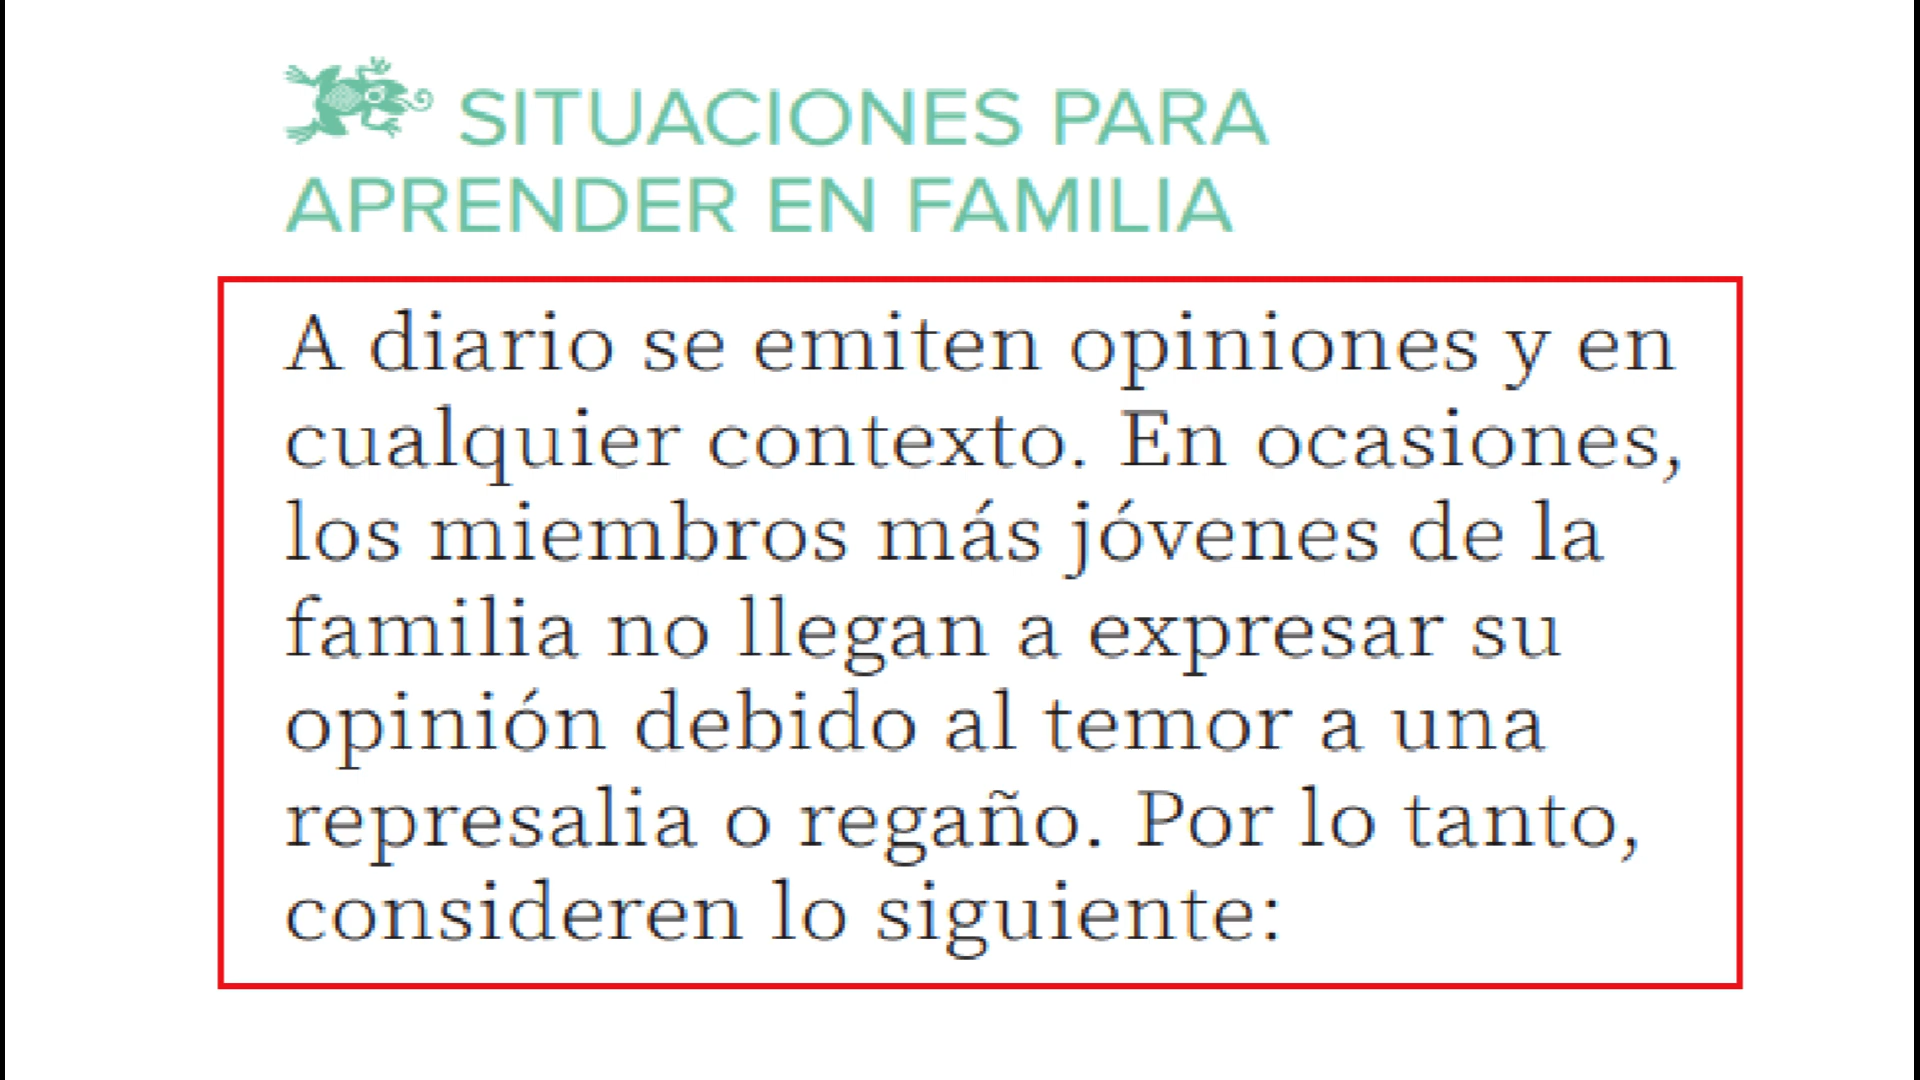 SITUACIONES PARA
APRENDER EN FAMILIA
A diario se emiten opiniones y en
cualquier contexto. En ocasiones,
los miembros más jóvenes de la
familia no llegan a expresar su
opinión debido al temor a una
represalia o regaño. Por lo tanto,
consideren lo siguiente: